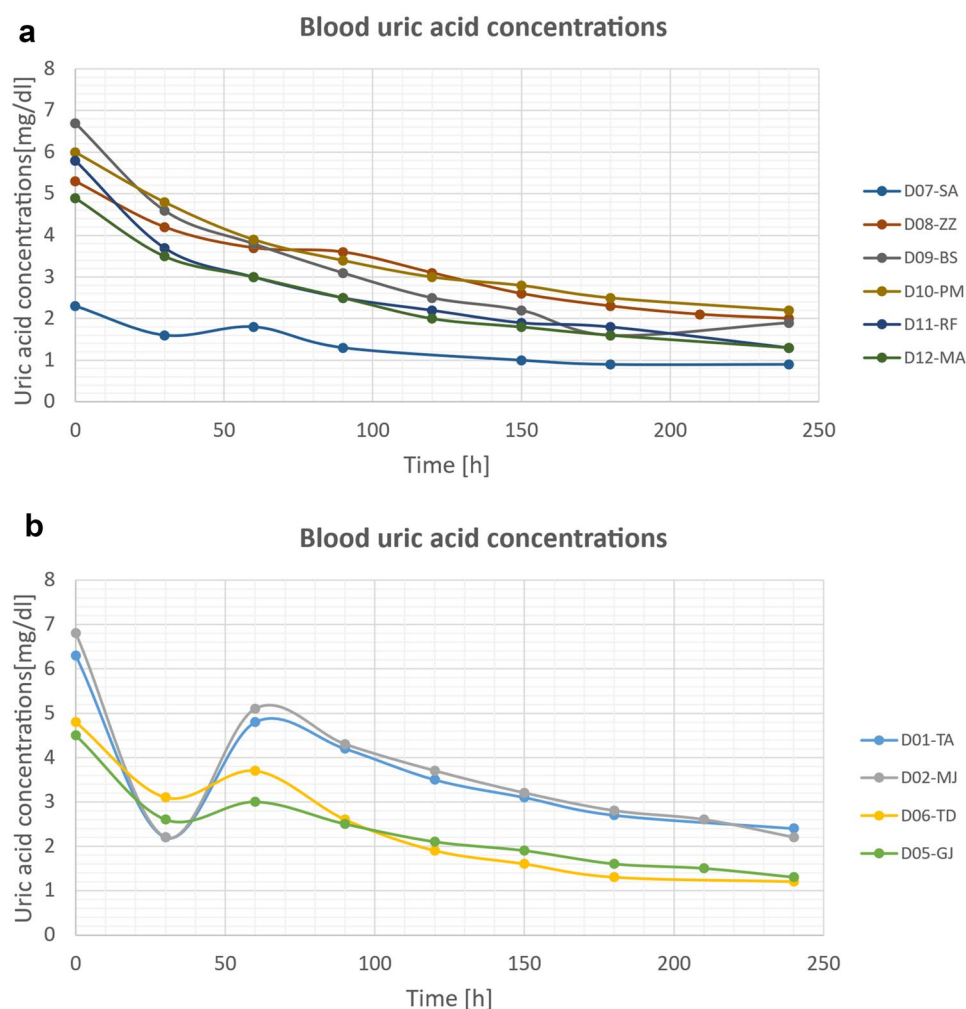 a
Blood uric acid concentrations
Uric acid concentrations[mg/dl]
8
7
6
5
4
3
2
1
0
0 50 100 150 200 250
Time [h]
D07-SA
D08-ZZ
D09-BS
D10-PM
D11-RF
D12-MA
b
Blood uric acid concentrations
Uric acid concentrations[mg/dl]
8
7
6
5
4
3
2
1
0
0 50 100 150 200 250
Time [h]
D01-TA
D02-MJ
D06-TD
D05-GJ